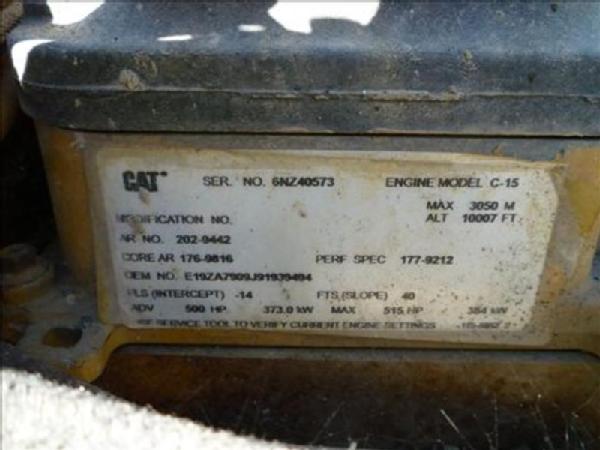 CAT SER. NO. 6NZ40573 ENGINE MODEL C-15
MAX 3050 M
MODIFICATION NO. ALT 10007 FT
AR NO. 202-9442
CORE AR 176-9816 PERF SPEC 177-9212
OEM NO. E19ZA7909J91939494
FLS (INTERCEPT) -14 FTS (SLOPE) 40
ADV 500 HP 373.0 kW MAX 515 HP 384 kW
USE SERVICE TOOL TO VERIFY CURRENT ENGINE SETTINGS